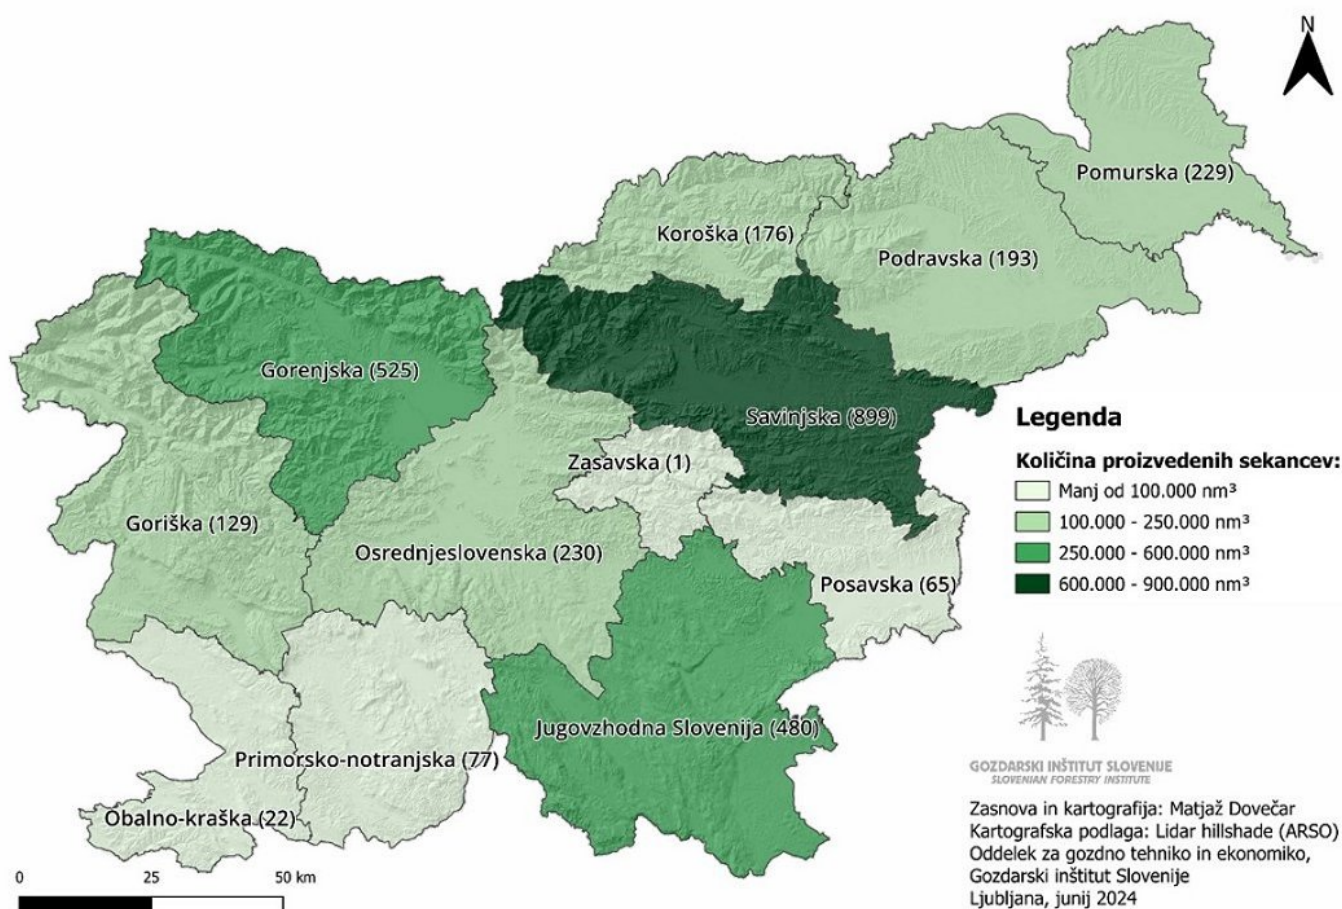 N
Pomurska (229)
Koroška (176)
Podravska (193)
Gorenjska (525)
Savinjska (899)
Zasavska (1)
Goriška (129)
Osrednjeslovenska (230)
Posavska (65)
Jugovzhodna Slovenija (480)
Primorsko-notranjska (77)
Obalno-kraška (22)
0 25 50 km
Legenda
Količina proizvedenih sekancev:
Manj od 100.000 nm³
100.000 - 250.000 nm³
250.000 - 600.000 nm³
600.000 - 900.000 nm³
GOZDARSKI INŠTITUT SLOVENIJE
SLOVENIAN FORESTRY INSTITUTE
Zasnova in kartografija: Matjaž Dovečar
Kartografska podlaga: Lidar hillshade (ARSO)
Oddelek za gozdno tehniko in ekonomiko,
Gozdarski inštitut Slovenije
Ljubljana, junij 2024